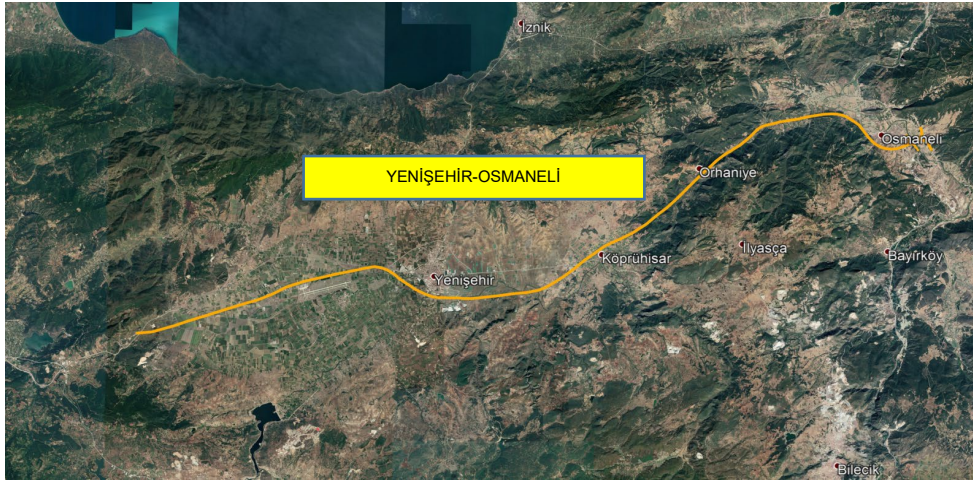 İznik
Osmaneli
YENİŞEHİR-OSMANELİ
Orhaniye
İlyasça
Bayırköy
Köprühisar
Yenişehir
Bilecik